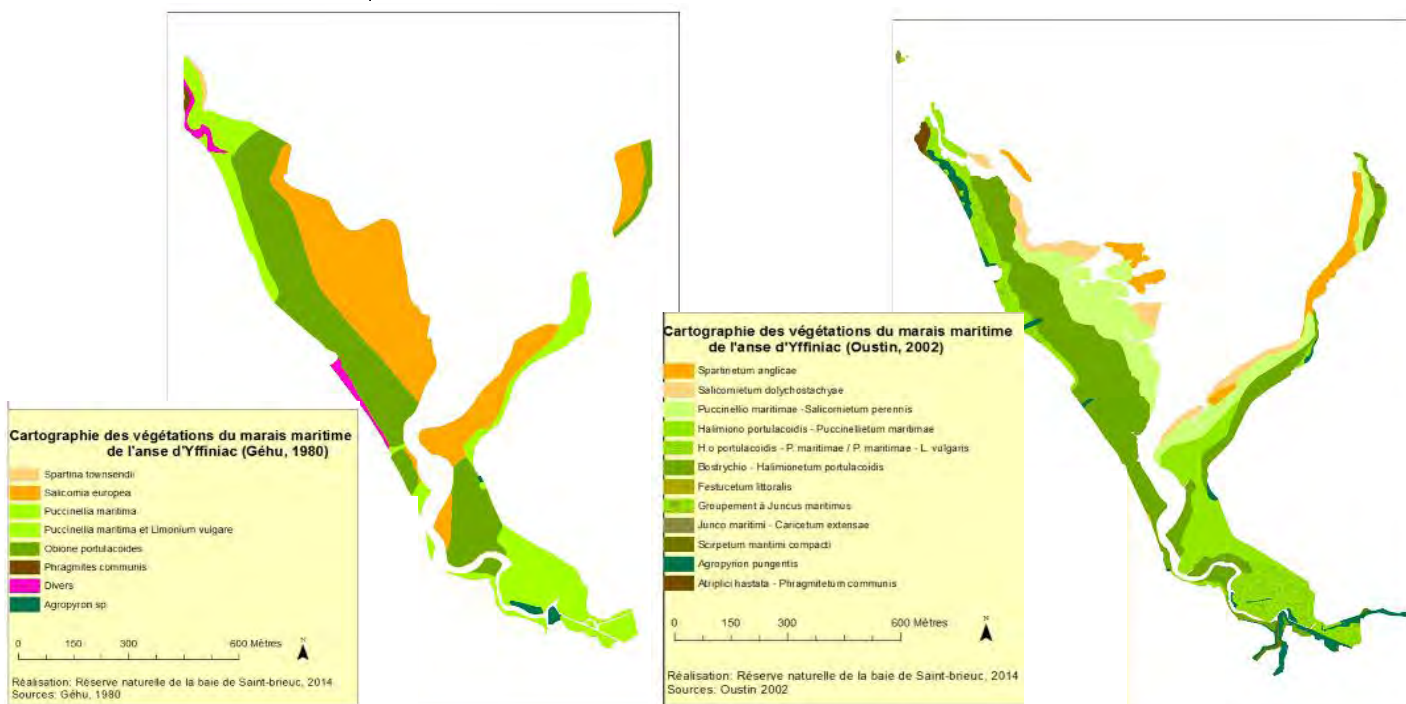 Cartographie des végétations du marais maritime
de l'anse d'Yffiniac (Géhu, 1980)
Spartina townsendii
Salicornia europea
Puccinellia maritima
Puccinellia maritima et Limonium vulgare
Obione portulacoides
Phragmites communis
Divers
Agropyron sp.
0 150 300 600 Mètres
N
Réalisation: Réserve naturelle de la baie de Saint-brieuc, 2014
Sources: Géhu, 1980
Cartographie des végétations du marais maritime
de l'anse d'Yffiniac (Oustin, 2002)
Spartinetum anglicae
Salicornietum dolychostachyae
Puccinellio maritimae - Salicornietum perennis
Halimiono portulacoidis - Puccinellietum maritimae
H.o portulacoidis - P. maritimae / P. maritimae - L. vulgaris
Bostrychio - Halimionetum portulacoidis
Festucetum littoralis
Groupement à Juncus maritimus
Junco maritimi - Caricetum extensae
Scirpetum maritimi compacti
Agropyrion pungentis
Atriplici hastata - Phragmitetum communis
0 150 300 600 Mètres
N
Réalisation: Réserve naturelle de la baie de Saint-brieuc, 2014
Sources: Oustin 2002